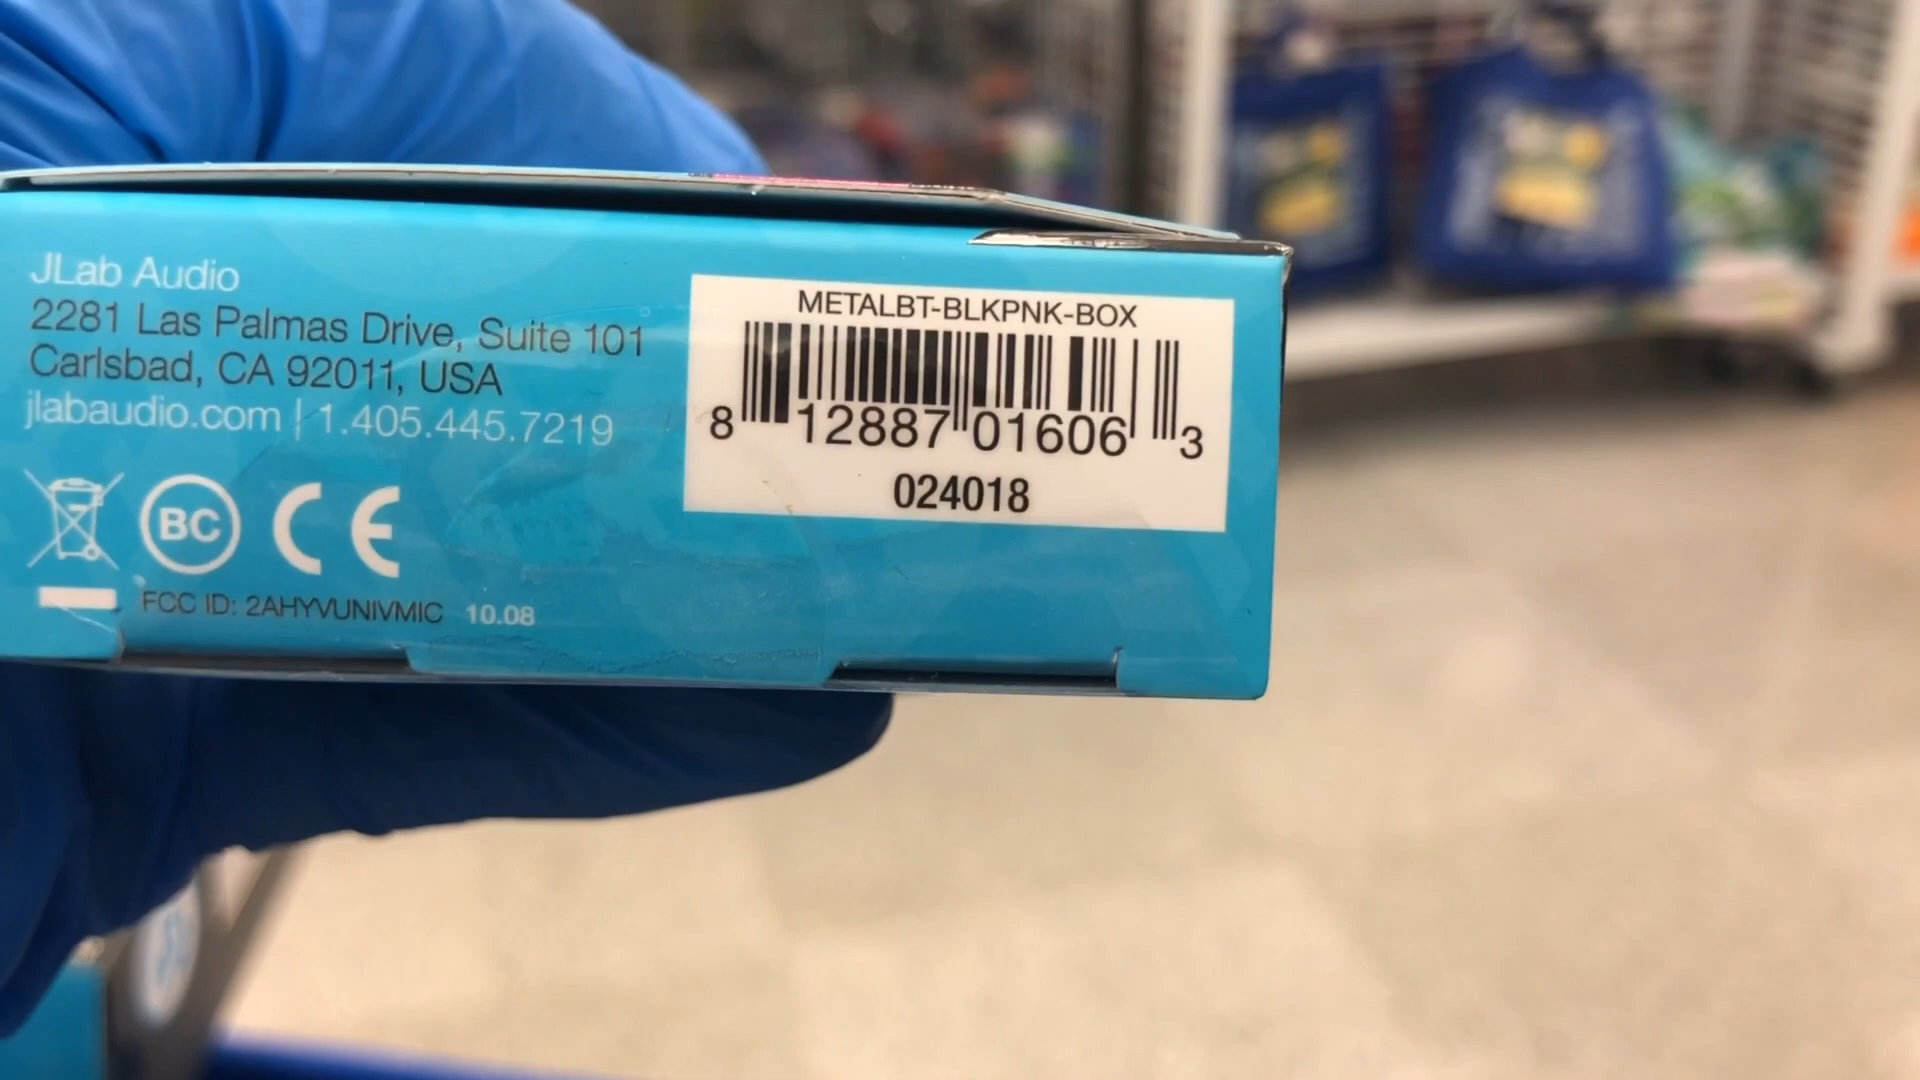 JLab Audio
2281 Las Palmas Drive, Suite 101
Carlsbad, CA 92011, USA
jlabaudio.com | 1.405.445.7219
BC CE
FCC ID: 2AHYVUNIVMIC 10.08
METALBT-BLKPNK-BOX
8 12887 01606 3
024018